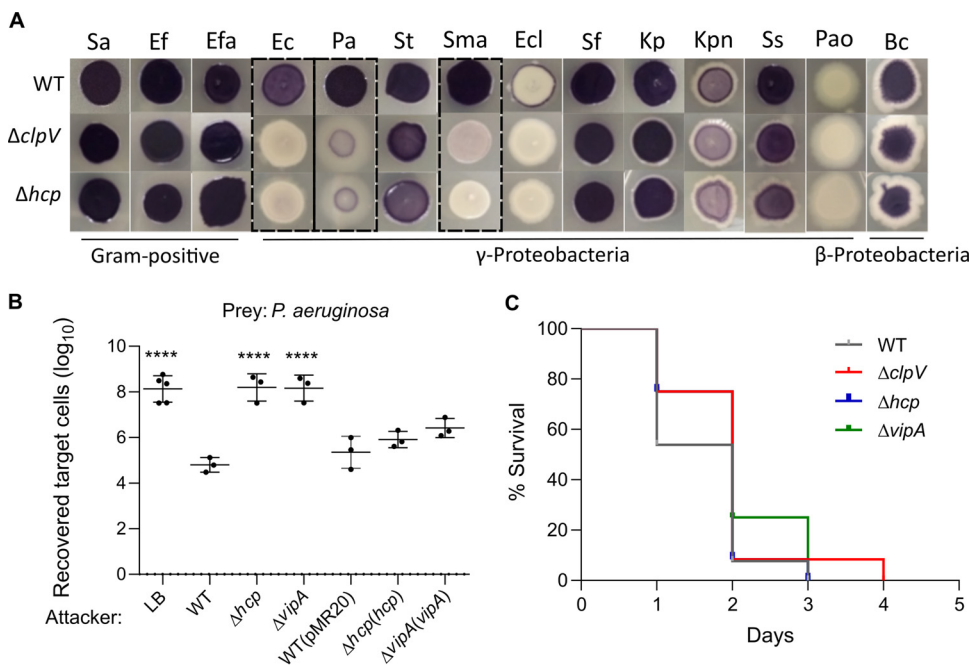 A
Sa Ef Efa Ec Pa St Sma Ecl Sf Kp Kpn Ss Pao Bc
WT
ΔclpV
Δhcp
Gram-positive γ-Proteobacteria β-Proteobacteria
B
Prey: P. aeruginosa
Recovered target cells (log10)
10
8
6
4
2
0
**** **** ****
Attacker: LB WT Δhcp ΔvipA WT(pMR20) Δhcp(hcp) ΔvipA(vipA)
C
% Survival
100
80
60
40
20
0
0 1 2 3 4 5
Days
WT
ΔclpV
Δhcp
ΔvipA